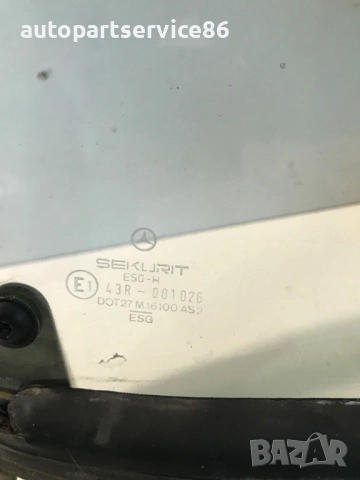 autopartservice86
SEKURIT
ESG-H
E1 43R - 001026
DOT27 M16100 AS2
ESG
BAZAR